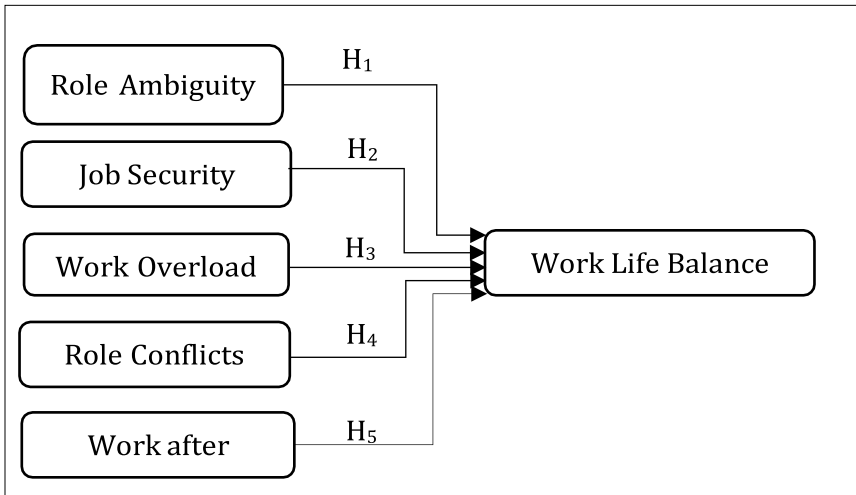 H₁
Role Ambiguity
H₂
Job Security
H₃
Work Overload
Work Life Balance
H₄
Role Conflicts
H₅
Work after